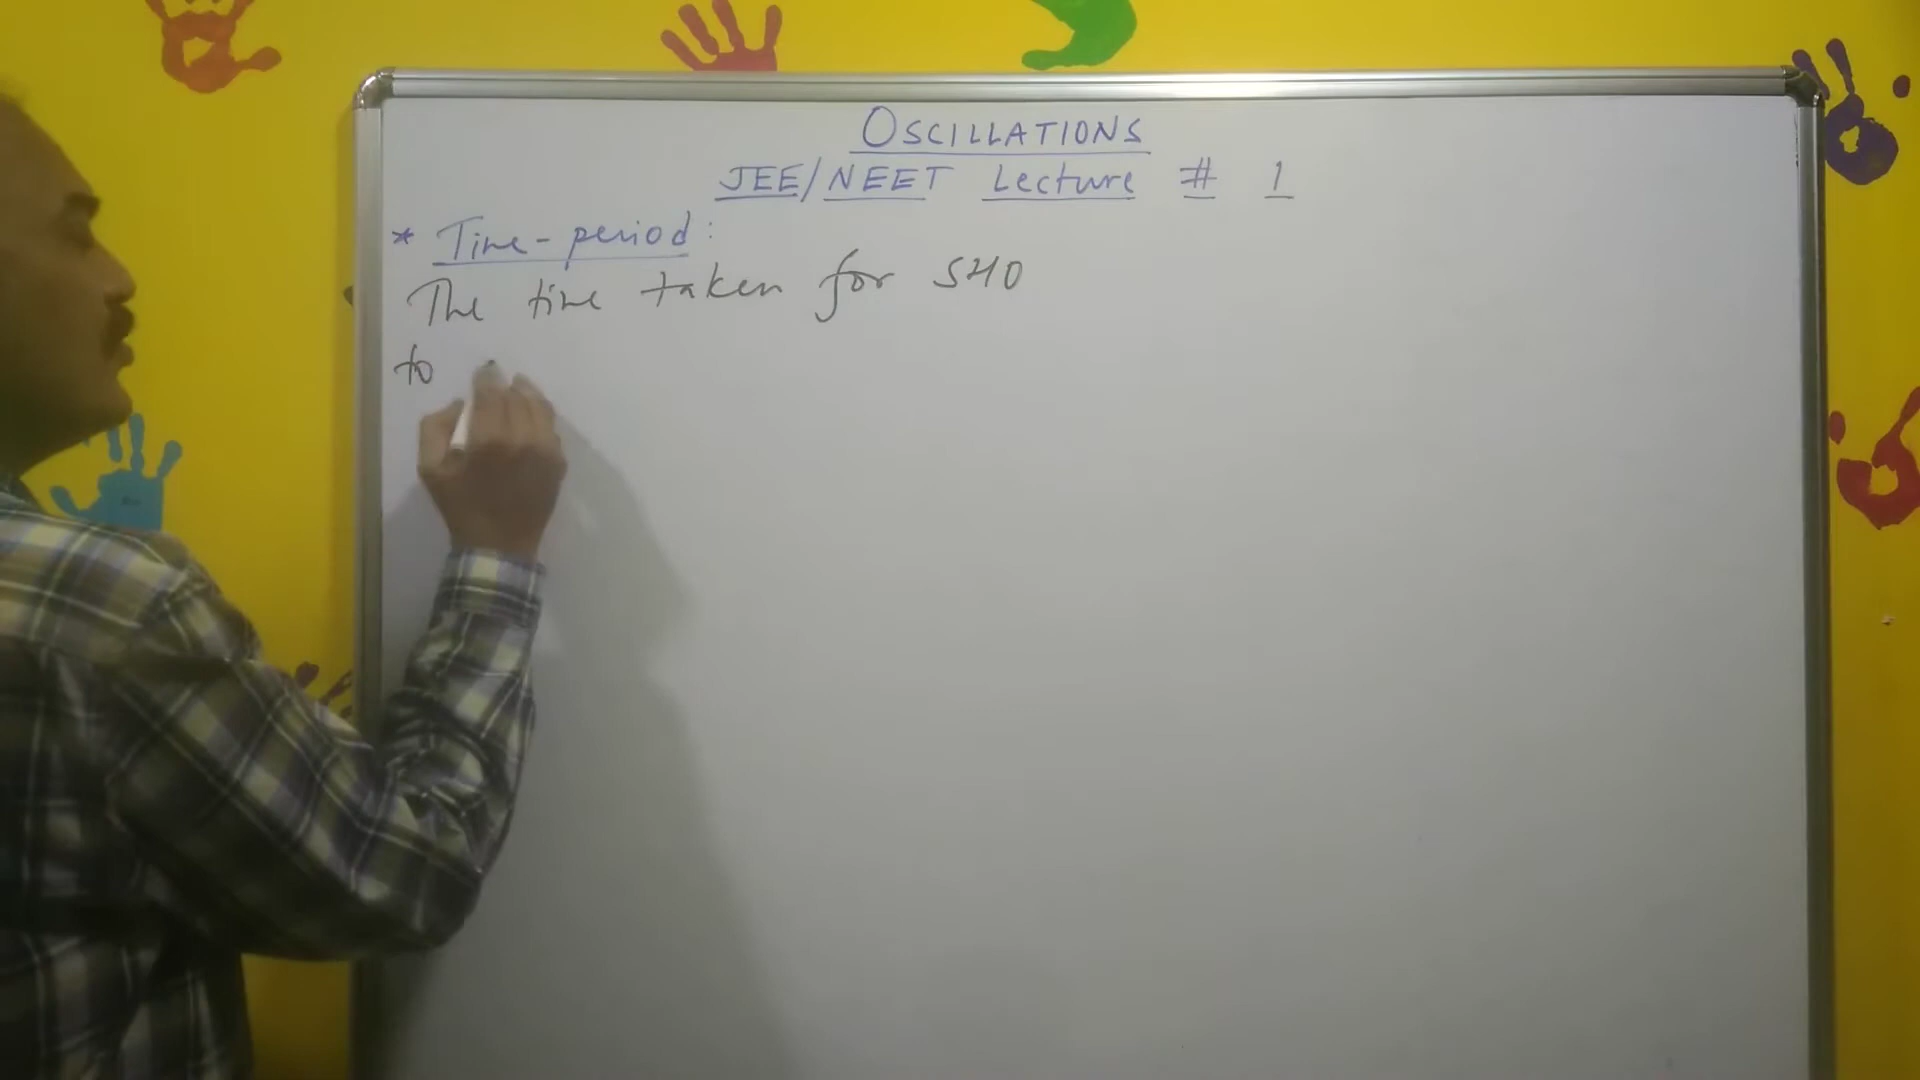 OSCILLATIONS
JEE/NEET Lecture # 1
* Time-period:
The time taken for SHO
to